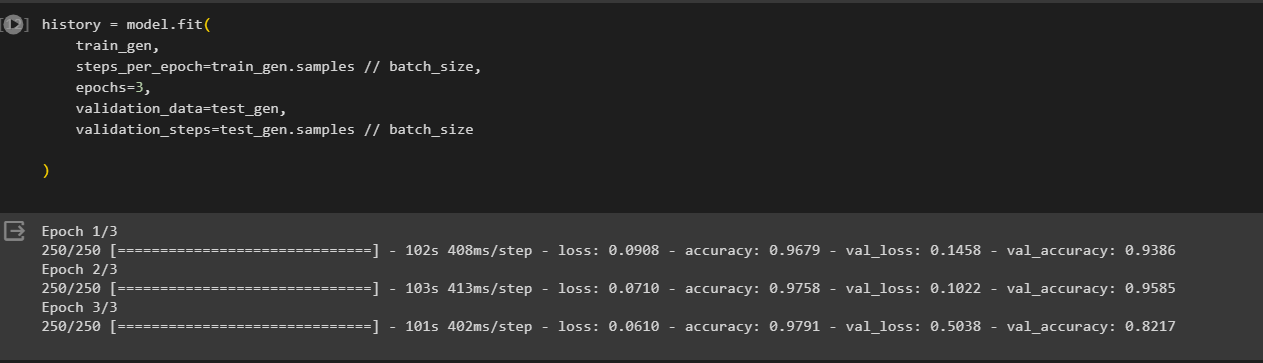 history = model.fit(
    train_gen,
    steps_per_epoch=train_gen.samples // batch_size,
    epochs=3,
    validation_data=test_gen,
    validation_steps=test_gen.samples // batch_size
)
Epoch 1/3
250/250 [==============================] - 102s 408ms/step - loss: 0.0908 - accuracy: 0.9679 - val_loss: 0.1458 - val_accuracy: 0.9386
Epoch 2/3
250/250 [==============================] - 103s 413ms/step - loss: 0.0710 - accuracy: 0.9758 - val_loss: 0.1022 - val_accuracy: 0.9585
Epoch 3/3
250/250 [==============================] - 101s 402ms/step - loss: 0.0610 - accuracy: 0.9791 - val_loss: 0.5038 - val_accuracy: 0.8217